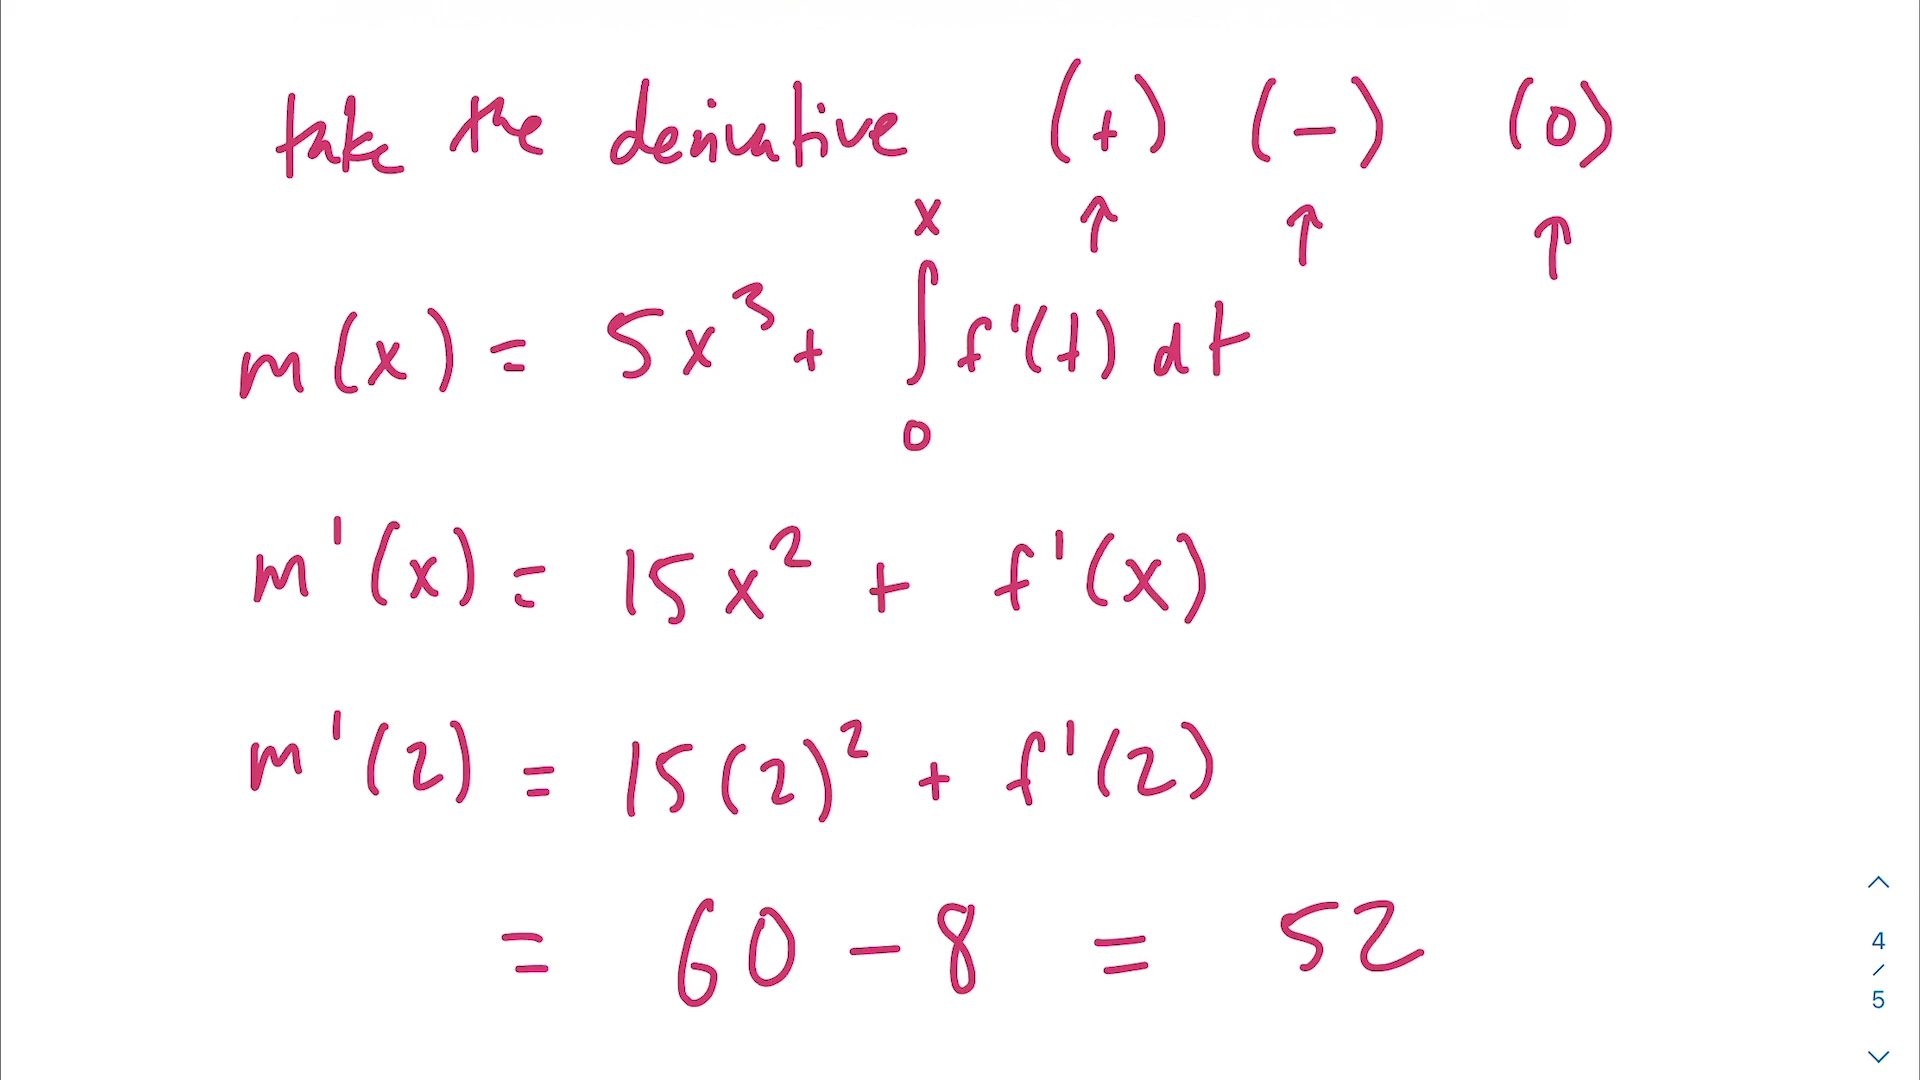 take the derivative (+) (-) (0)
↑ ↑ ↑
m(x) = 5x³ + ∫₀ˣ f'(t) dt
m'(x) = 15x² + f'(x)
m'(2) = 15(2)² + f'(2)
= 60 - 8 = 52
4
/
5